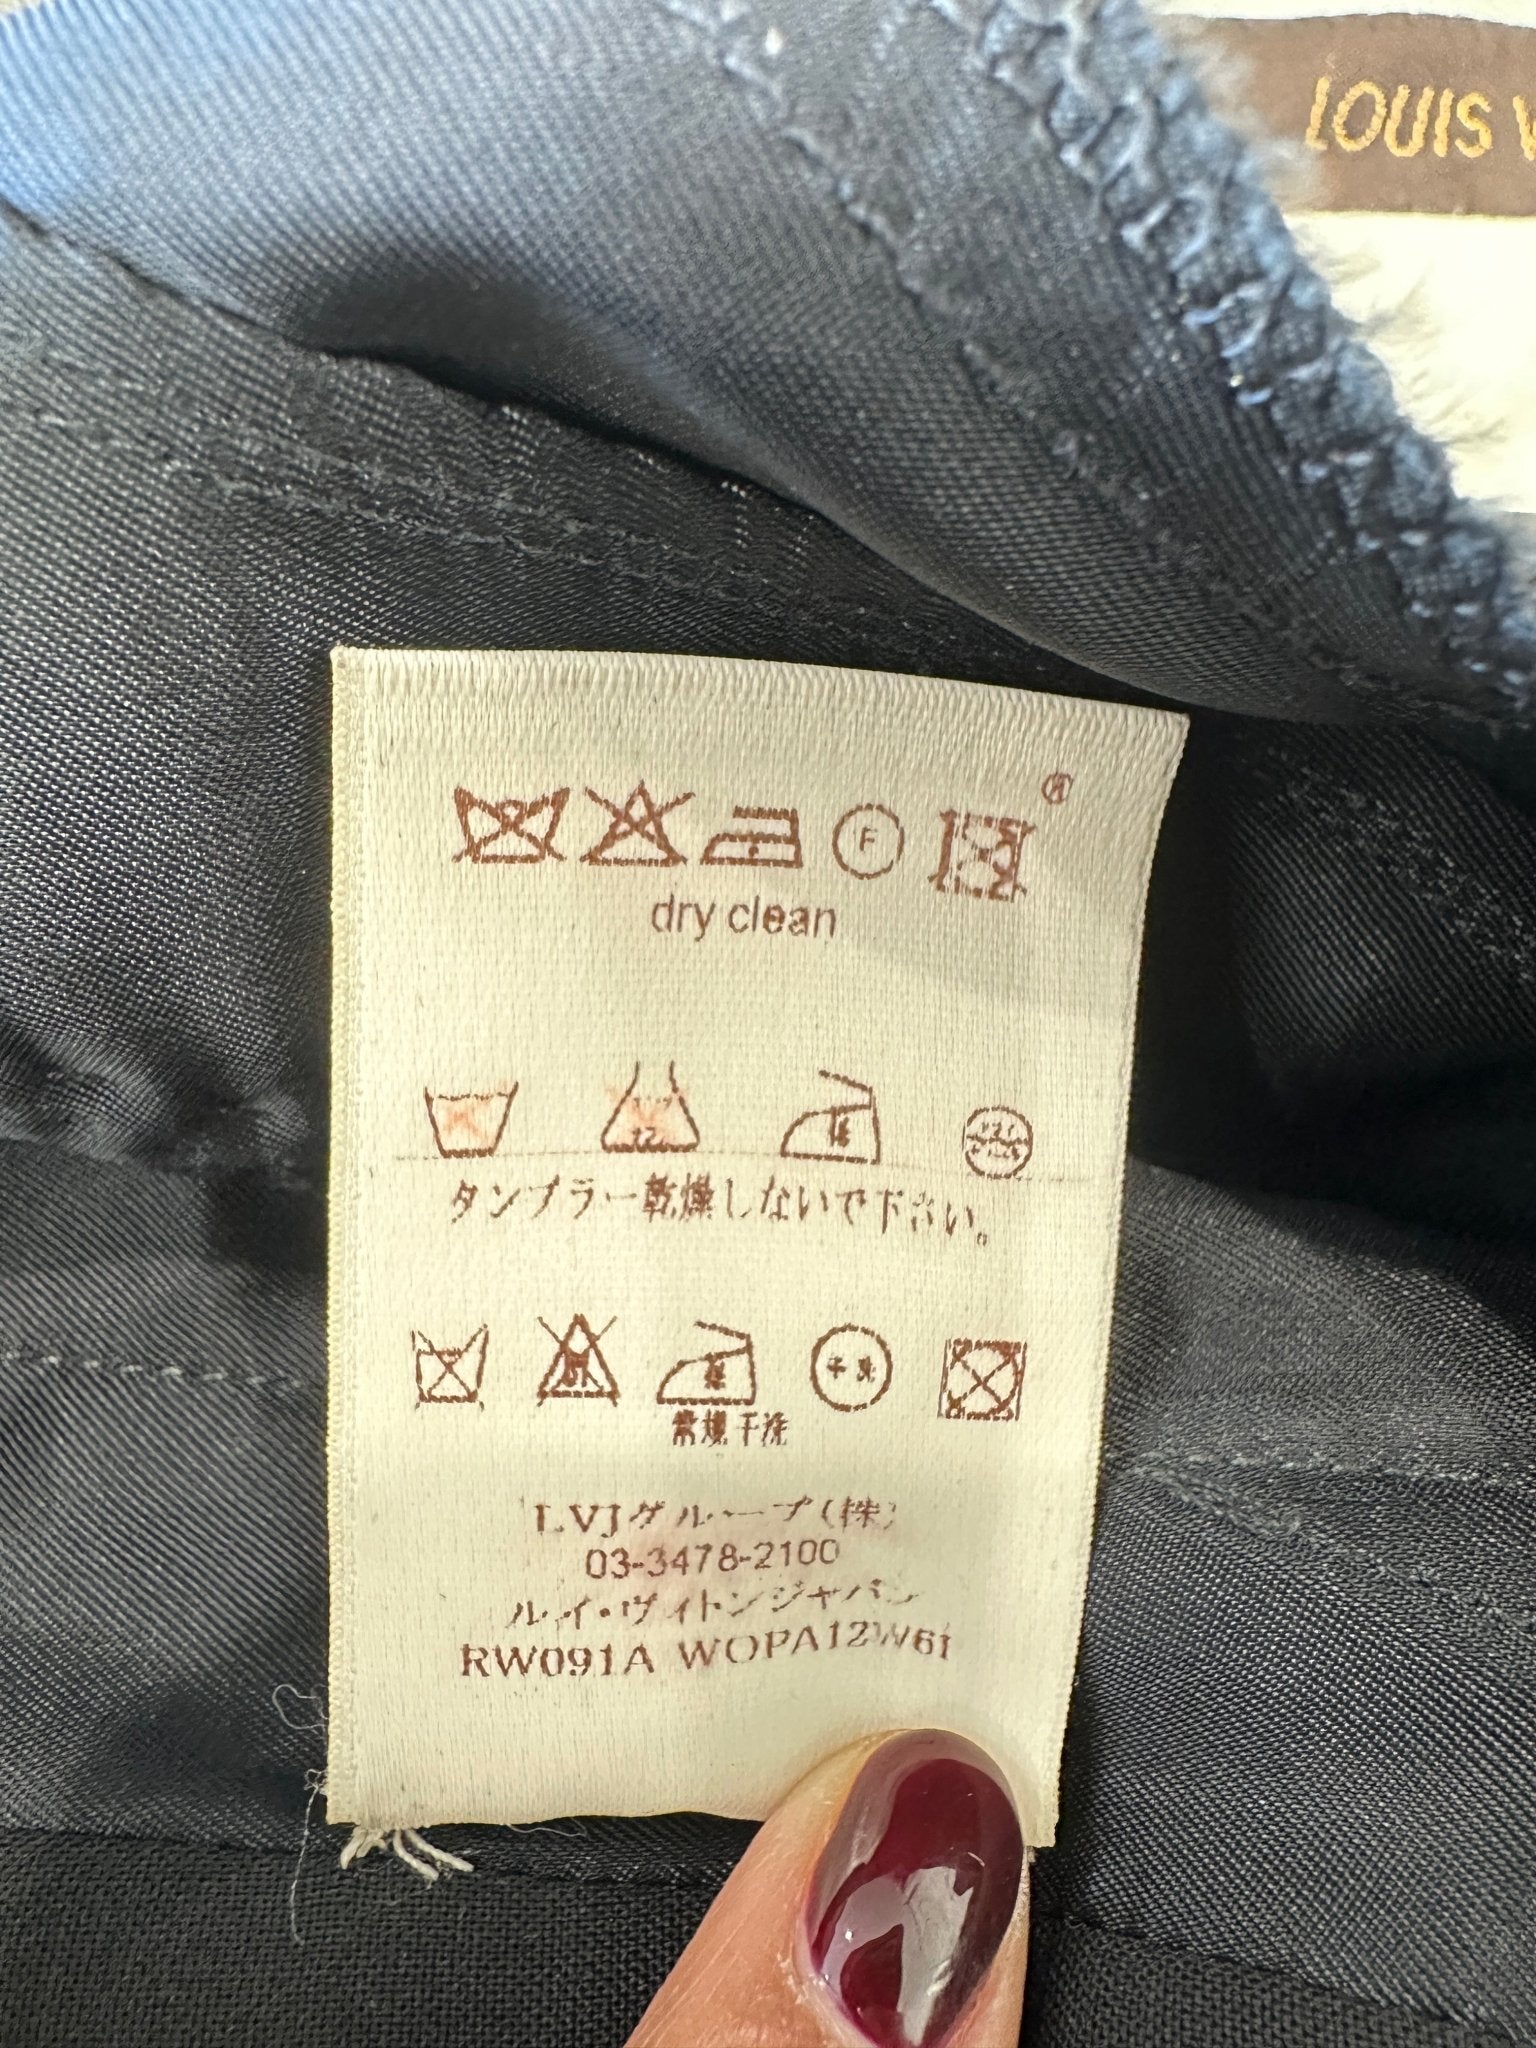 LOUIS V
®
F
dry clean
タンブラー乾燥しないで下さい。
干洗
常规干洗
LVJグループ(株)
03-3478-2100
ルイ・ヴィトンジャパン
RW091A WOPA12W61